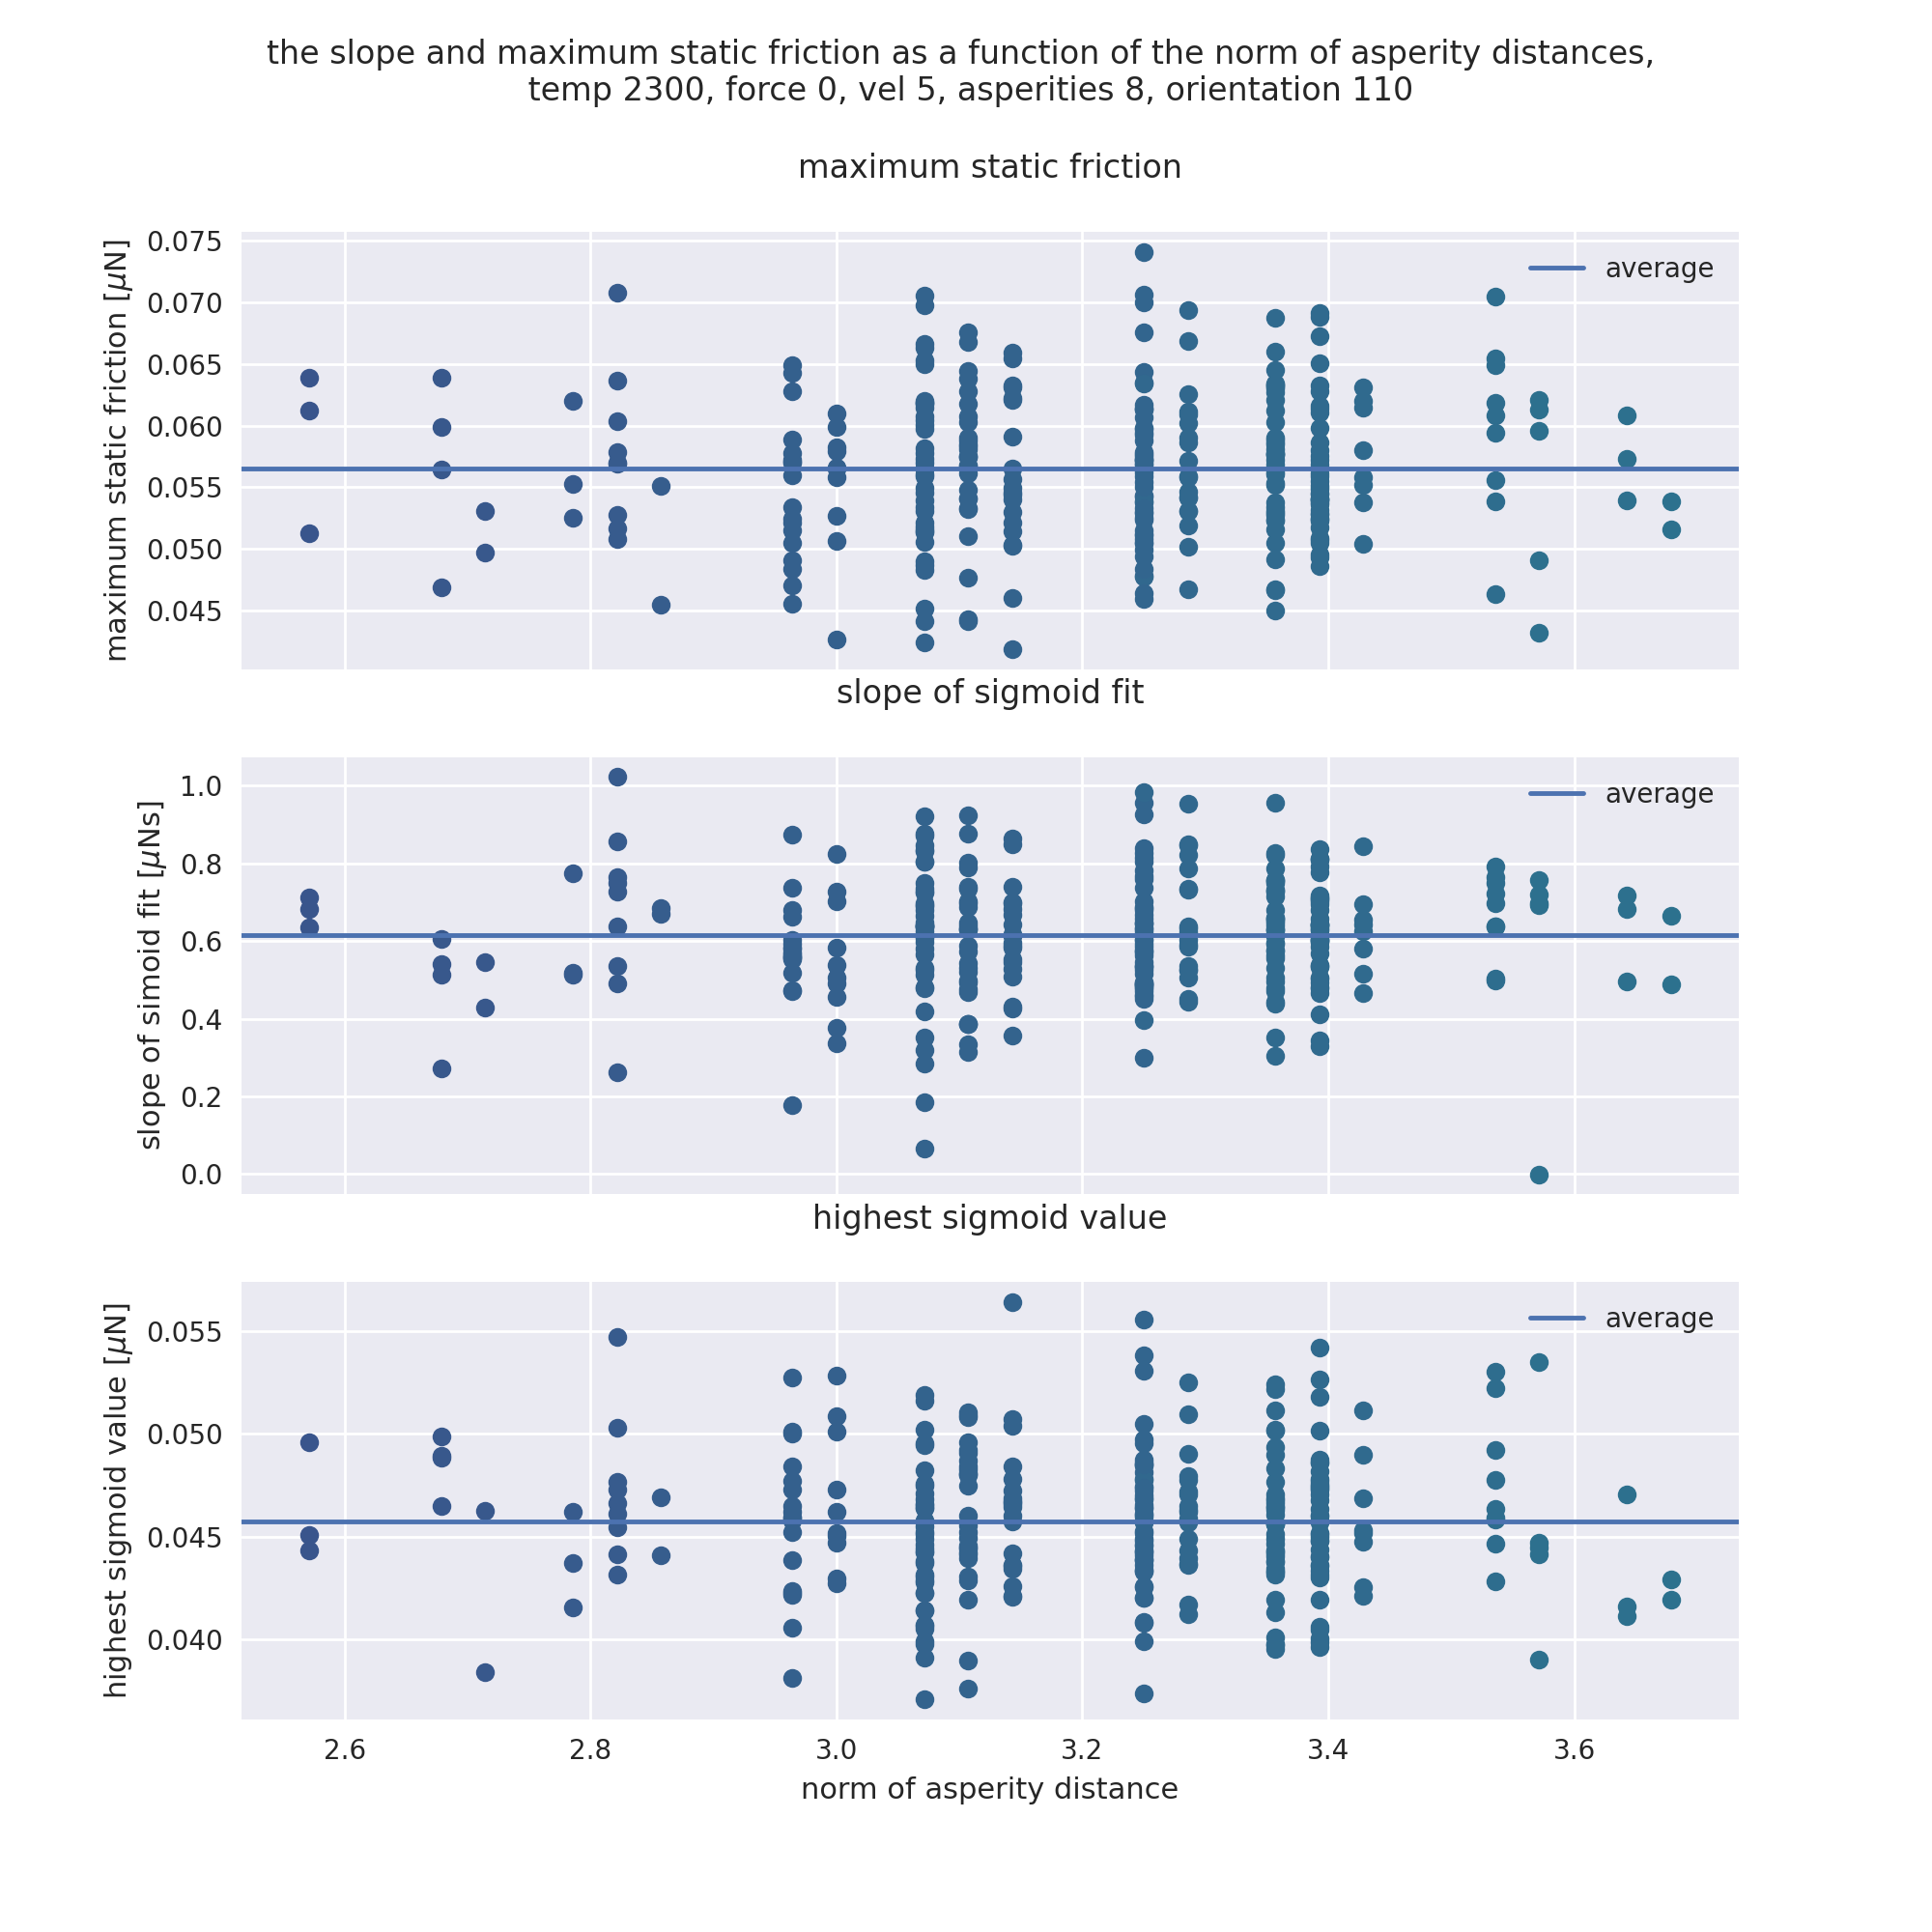 the slope and maximum static friction as a function of the norm of asperity distances,
temp 2300, force 0, vel 5, asperities 8, orientation 110
maximum static friction
maximum static friction [μN]
0.075
0.070
0.065
0.060
0.055
0.050
0.045
average
slope of sigmoid fit
slope of simoid fit [μNs]
1.0
0.8
0.6
0.4
0.2
0.0
average
highest sigmoid value
highest sigmoid value [μN]
0.055
0.050
0.045
0.040
average
2.6 2.8 3.0 3.2 3.4 3.6
norm of asperity distance